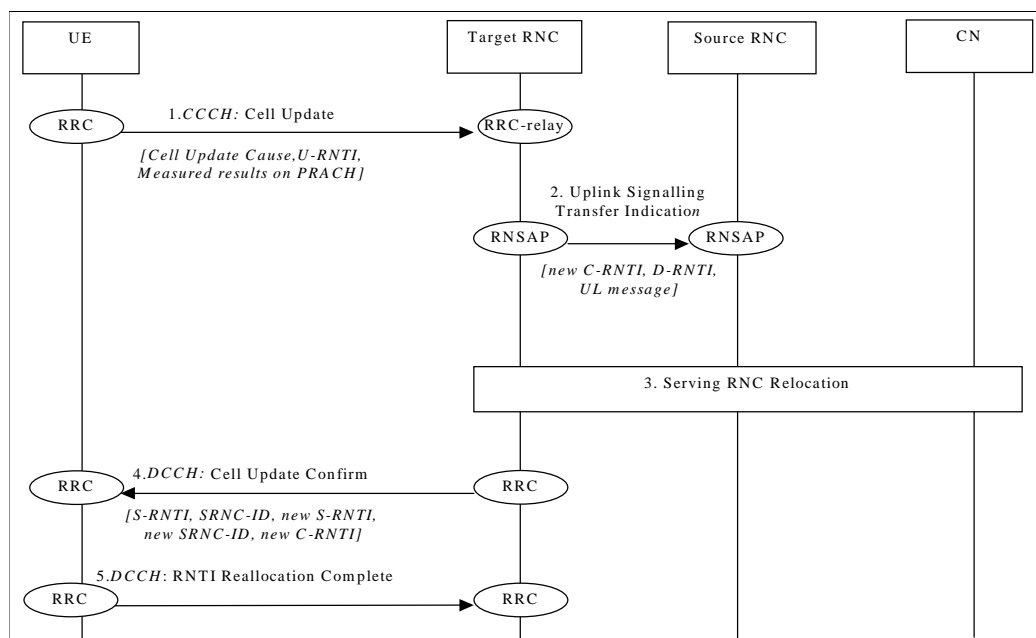 UE
Target RNC
Source RNC
CN
RRC
1.CCCH: Cell Update
RRC-relay
[Cell Update Cause,U-RNTI,
Measured results on PRACH]
2. Uplink Signalling
Transfer Indication
RNSAP
RNSAP
[new C-RNTI, D-RNTI,
UL message]
3. Serving RNC Relocation
4.DCCH: Cell Update Confirm
RRC
RRC
[S-RNTI, SRNC-ID, new S-RNTI,
new SRNC-ID, new C-RNTI]
5.DCCH: RNTI Reallocation Complete
RRC
RRC